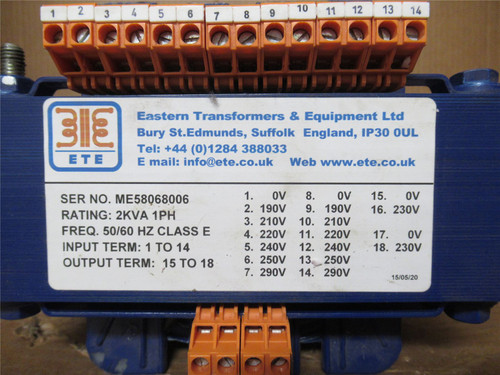 1 2 3 4 5 6 7 8 9 10 11 12 13 14
ETE
Eastern Transformers & Equipment Ltd
Bury St.Edmunds, Suffolk England, IP30 0UL
Tel: +44 (0)1284 388033
E mail: info@ete.co.uk Web www.ete.co.uk
SER NO. ME58068006
RATING: 2KVA 1PH
FREQ. 50/60 HZ CLASS E
INPUT TERM: 1 TO 14
OUTPUT TERM: 15 TO 18
1. 0V 8. 0V 15. 0V
2. 190V 9. 190V 16. 230V
3. 210V 10. 210V
4. 220V 11. 220V 17. 0V
5. 240V 12. 240V 18. 230V
6. 250V 13. 250V
7. 290V 14. 290V
15/05/20